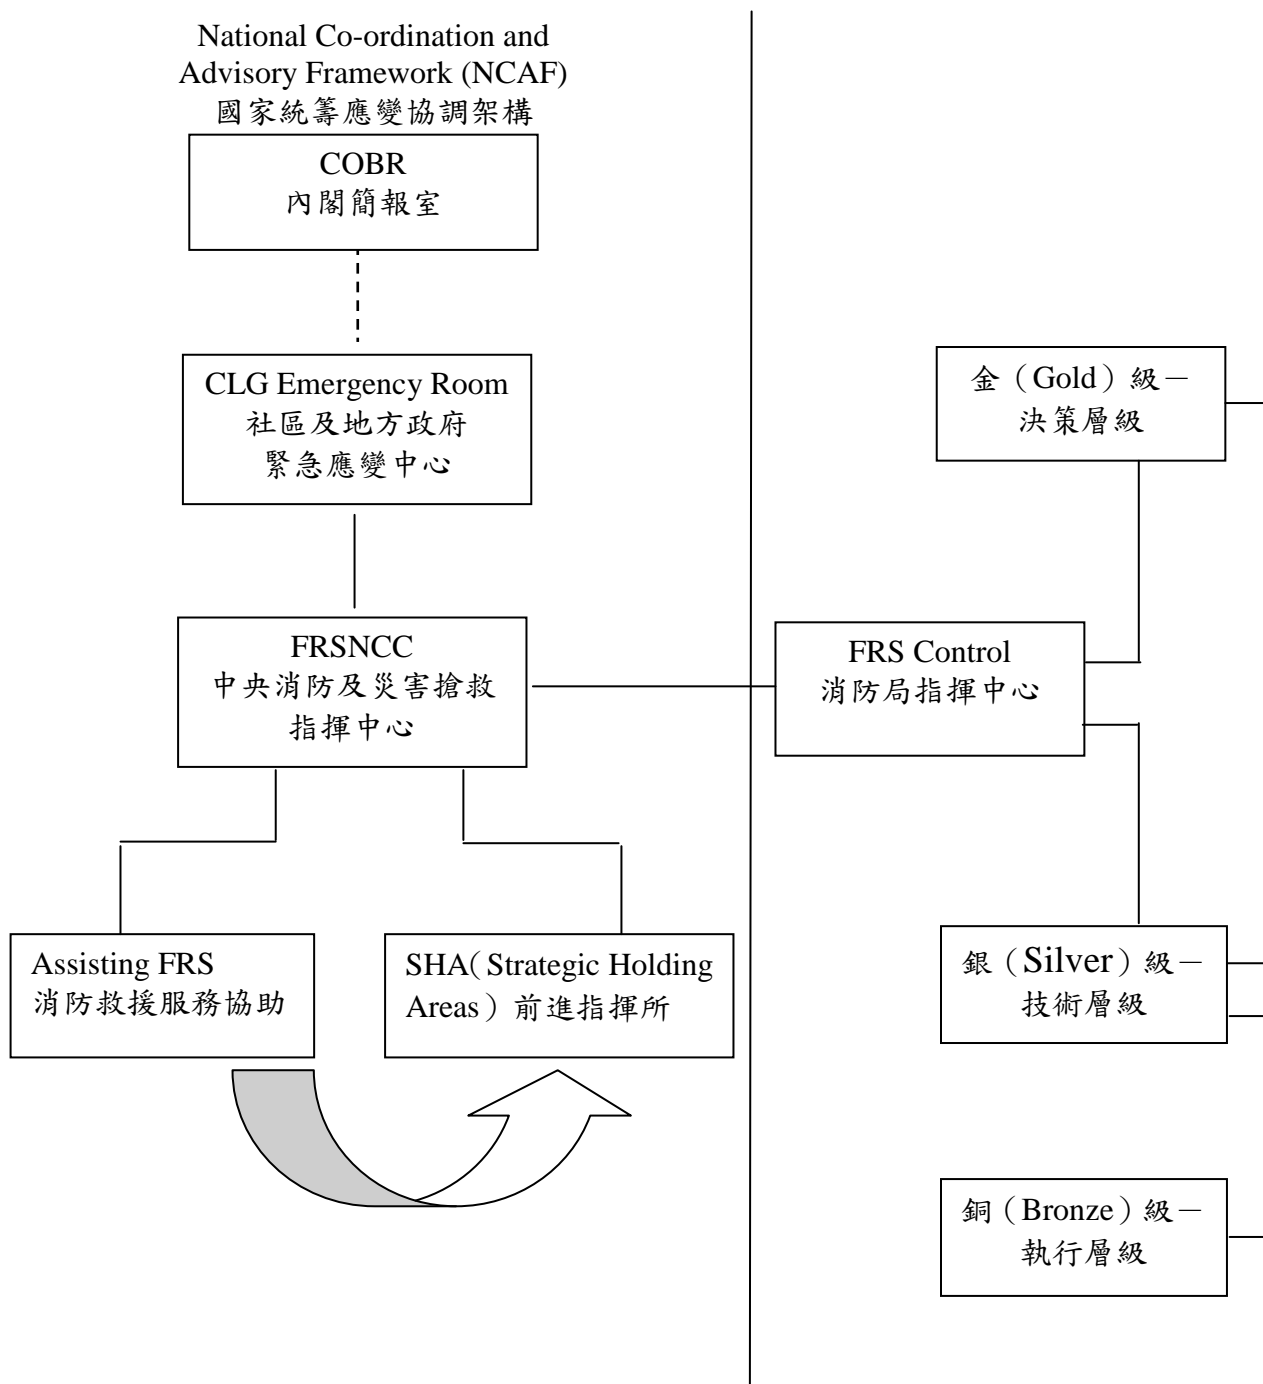 National Co-ordination and
Advisory Framework (NCAF)
國家統籌應變協調架構
COBR
內閣簡報室
CLG Emergency Room
社區及地方政府
緊急應變中心
FRSNCC
中央消防及災害搶救
指揮中心
Assisting FRS
消防救援服務協助
SHA（Strategic Holding
Areas）前進指揮所
FRS Control
消防局指揮中心
金（Gold）級－
決策層級
銀（Silver）級－
技術層級
銅（Bronze）級－
執行層級